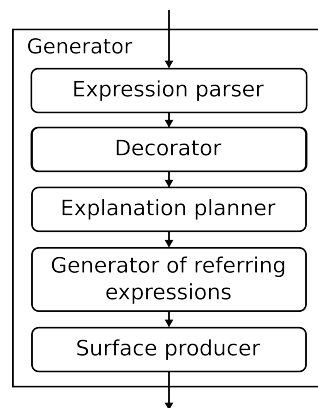 Generator
Expression parser
Decorator
Explanation planner
Generator of referring
expressions
Surface producer